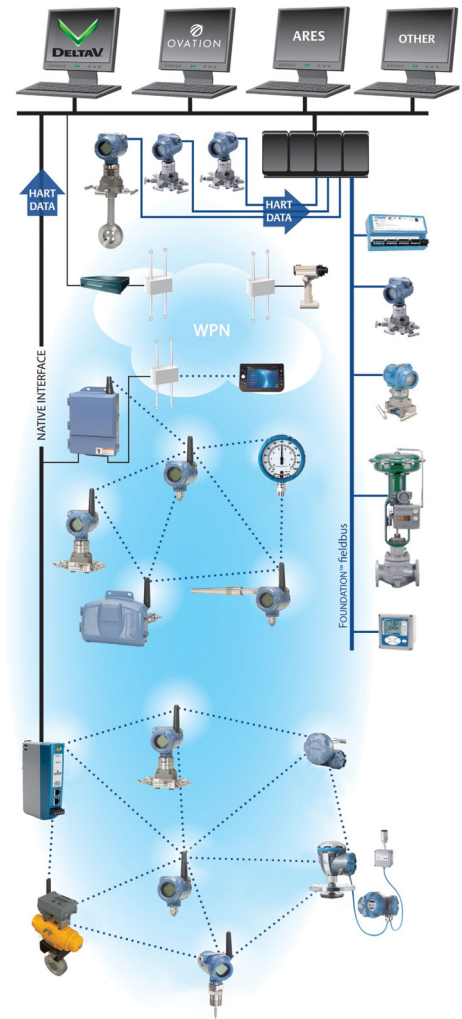 DELTAV
OVATION
ARES
OTHER
HART
DATA
HART
DATA
WPN
NATIVE INTERFACE
FOUNDATION™ fieldbus